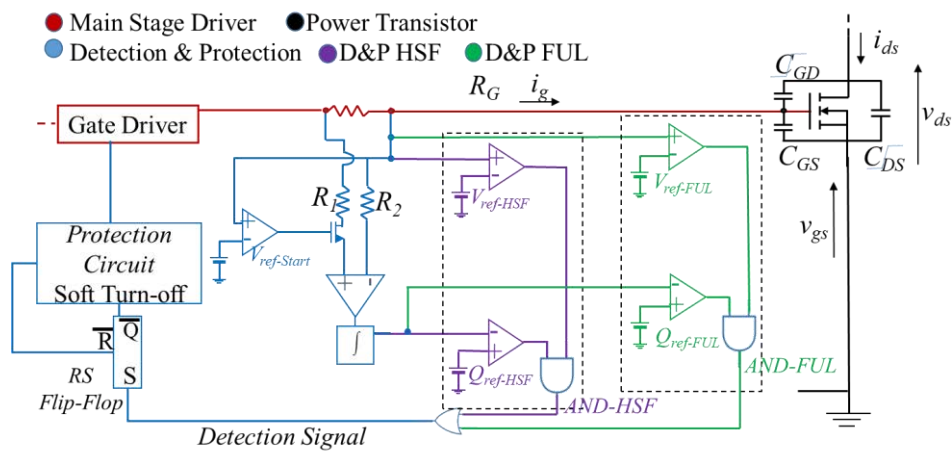 Main Stage Driver
Power Transistor
Detection & Protection
D&P HSF
D&P FUL
i_ds
C_GD
R_G
i_g
v_ds
Gate Driver
C_GS
C_DS
V_ref-FUL
V_ref-HSF
R_1
R_2
v_gs
Protection
Circuit
Soft Turn-off
V_ref-Start
+
-
∫
R̅
Q̅
S
RS
Flip-Flop
Q_ref-HSF
Q_ref-FUL
AND-FUL
AND-HSF
Detection Signal